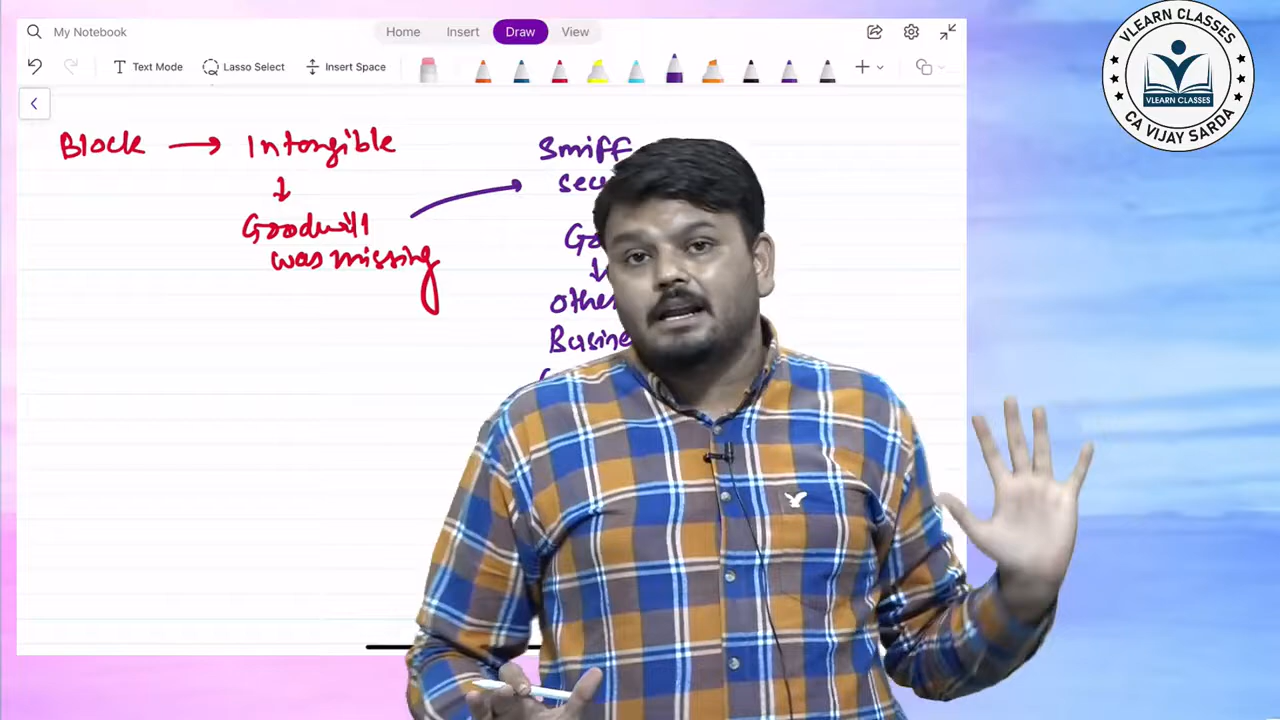 My Notebook
Home Insert Draw View
Text Mode Lasso Select Insert Space
Block → Intangible
↓
Goodwill
was missing
Smiff
↓
VLEARN CLASSES
VLEARN CLASSES
CA VIJAY SARDA